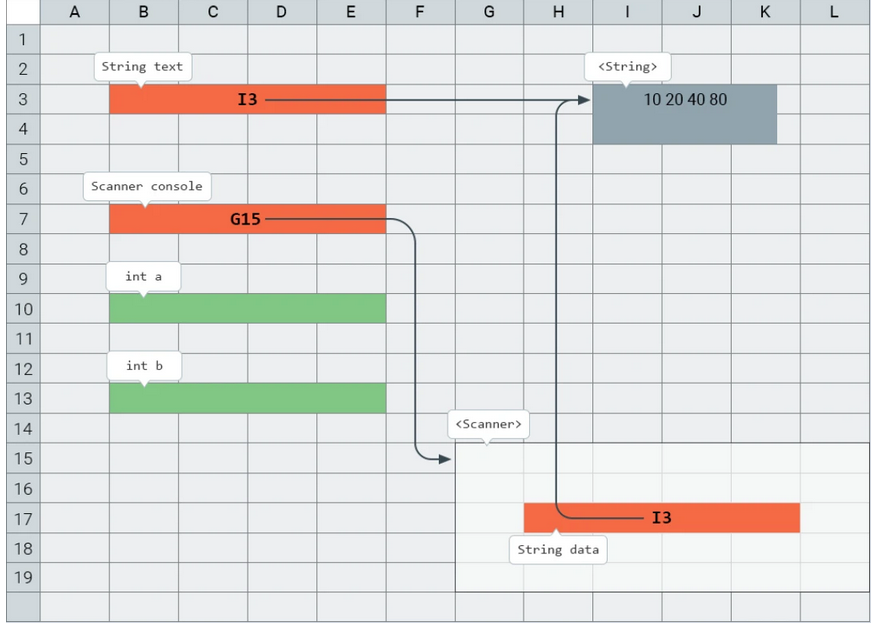 A B C D E F G H I J K L
1
2
String text
<String>
3
I3
10 20 40 80
4
5
6
Scanner console
7
G15
8
9
int a
10
11
12
int b
13
14
<Scanner>
15
16
17
I3
18
String data
19